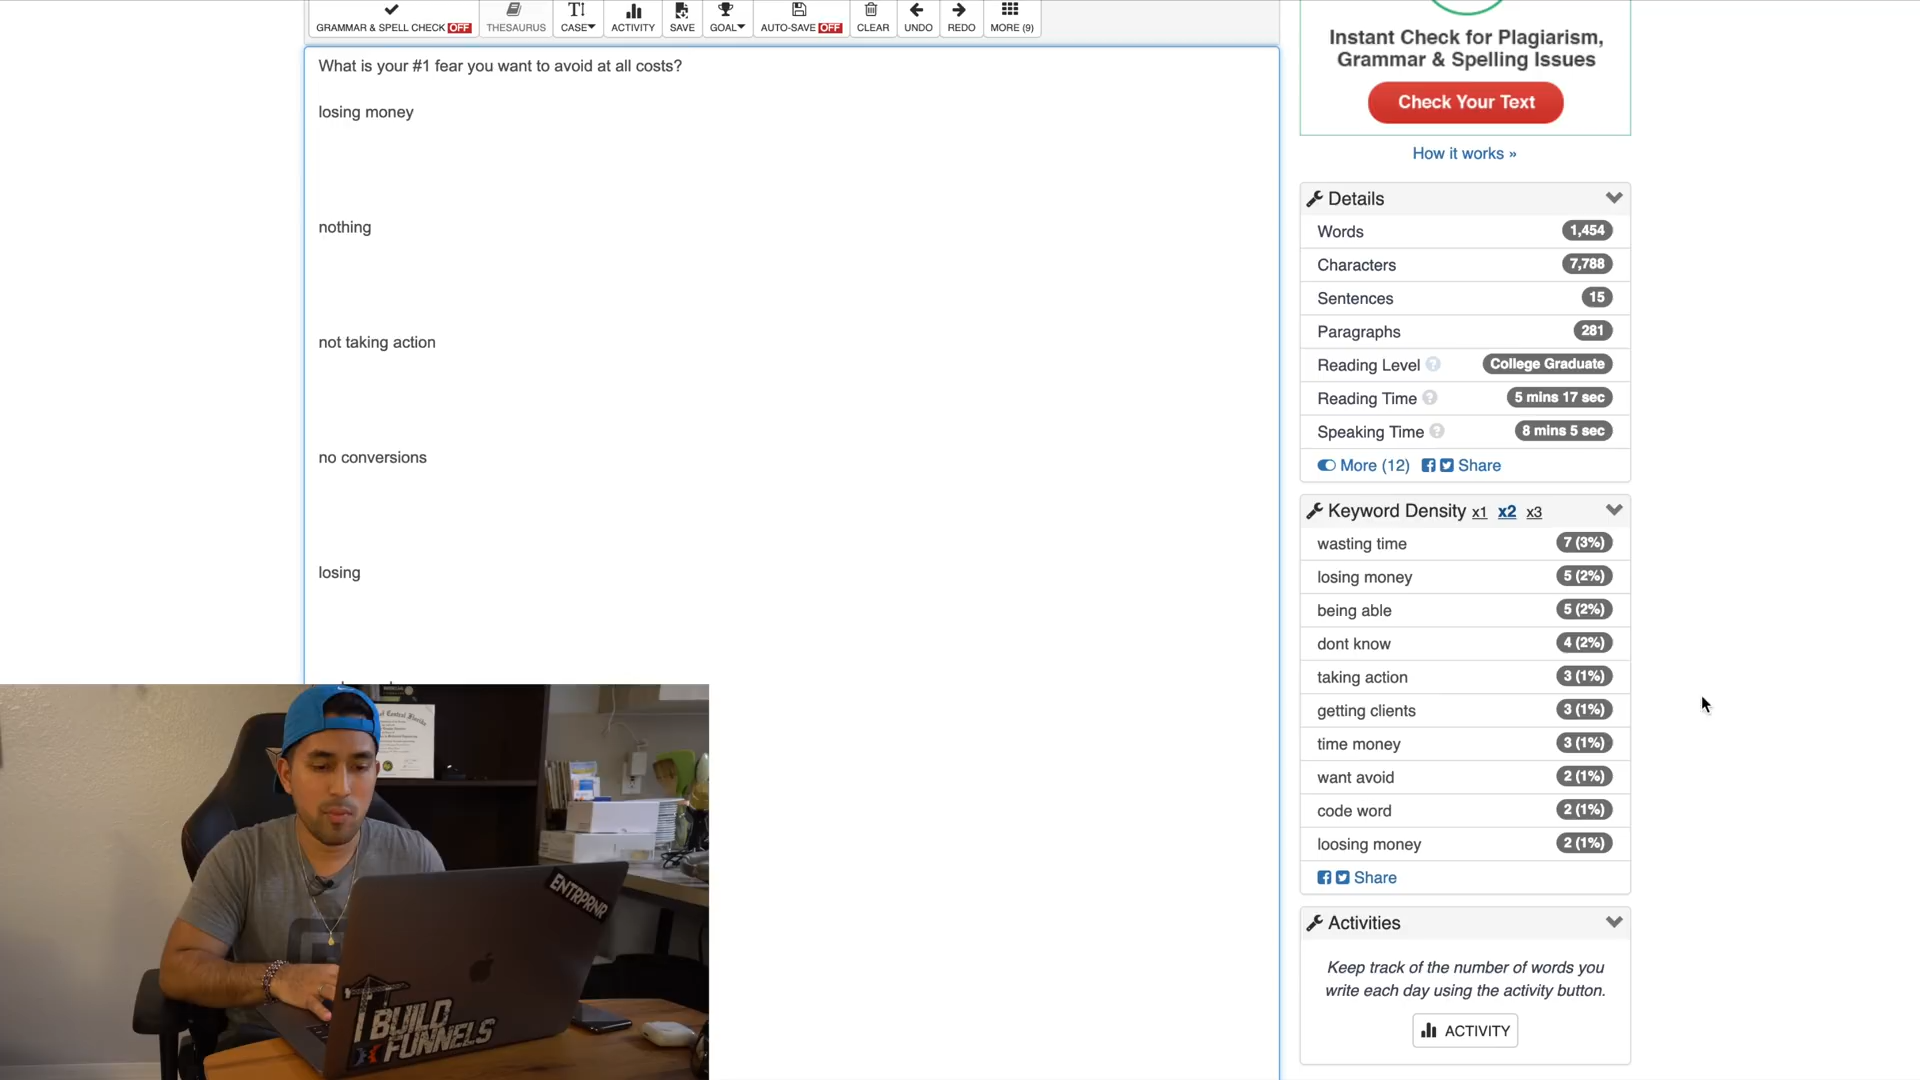 GRAMMAR & SPELL CHECK OFF
THESAURUS
CASE
ACTIVITY
SAVE
GOAL
AUTO-SAVE OFF
CLEAR
UNDO
REDO
MORE (9)
What is your #1 fear you want to avoid at all costs?
losing money
nothing
not taking action
no conversions
losing
Instant Check for Plagiarism,
Grammar & Spelling Issues
Check Your Text
How it works »
Details
Words 1,454
Characters 7,788
Sentences 15
Paragraphs 281
Reading Level ? College Graduate
Reading Time ? 5 mins 17 sec
Speaking Time ? 8 mins 5 sec
More (12) Share
Keyword Density x1 x2 x3
wasting time 7 (3%)
losing money 5 (2%)
being able 5 (2%)
dont know 4 (2%)
taking action 3 (1%)
getting clients 3 (1%)
time money 3 (1%)
want avoid 2 (1%)
code word 2 (1%)
loosing money 2 (1%)
Share
Activities
Keep track of the number of words you
write each day using the activity button.
ACTIVITY
ENTRPRNR
I BUILD
FUNNELS